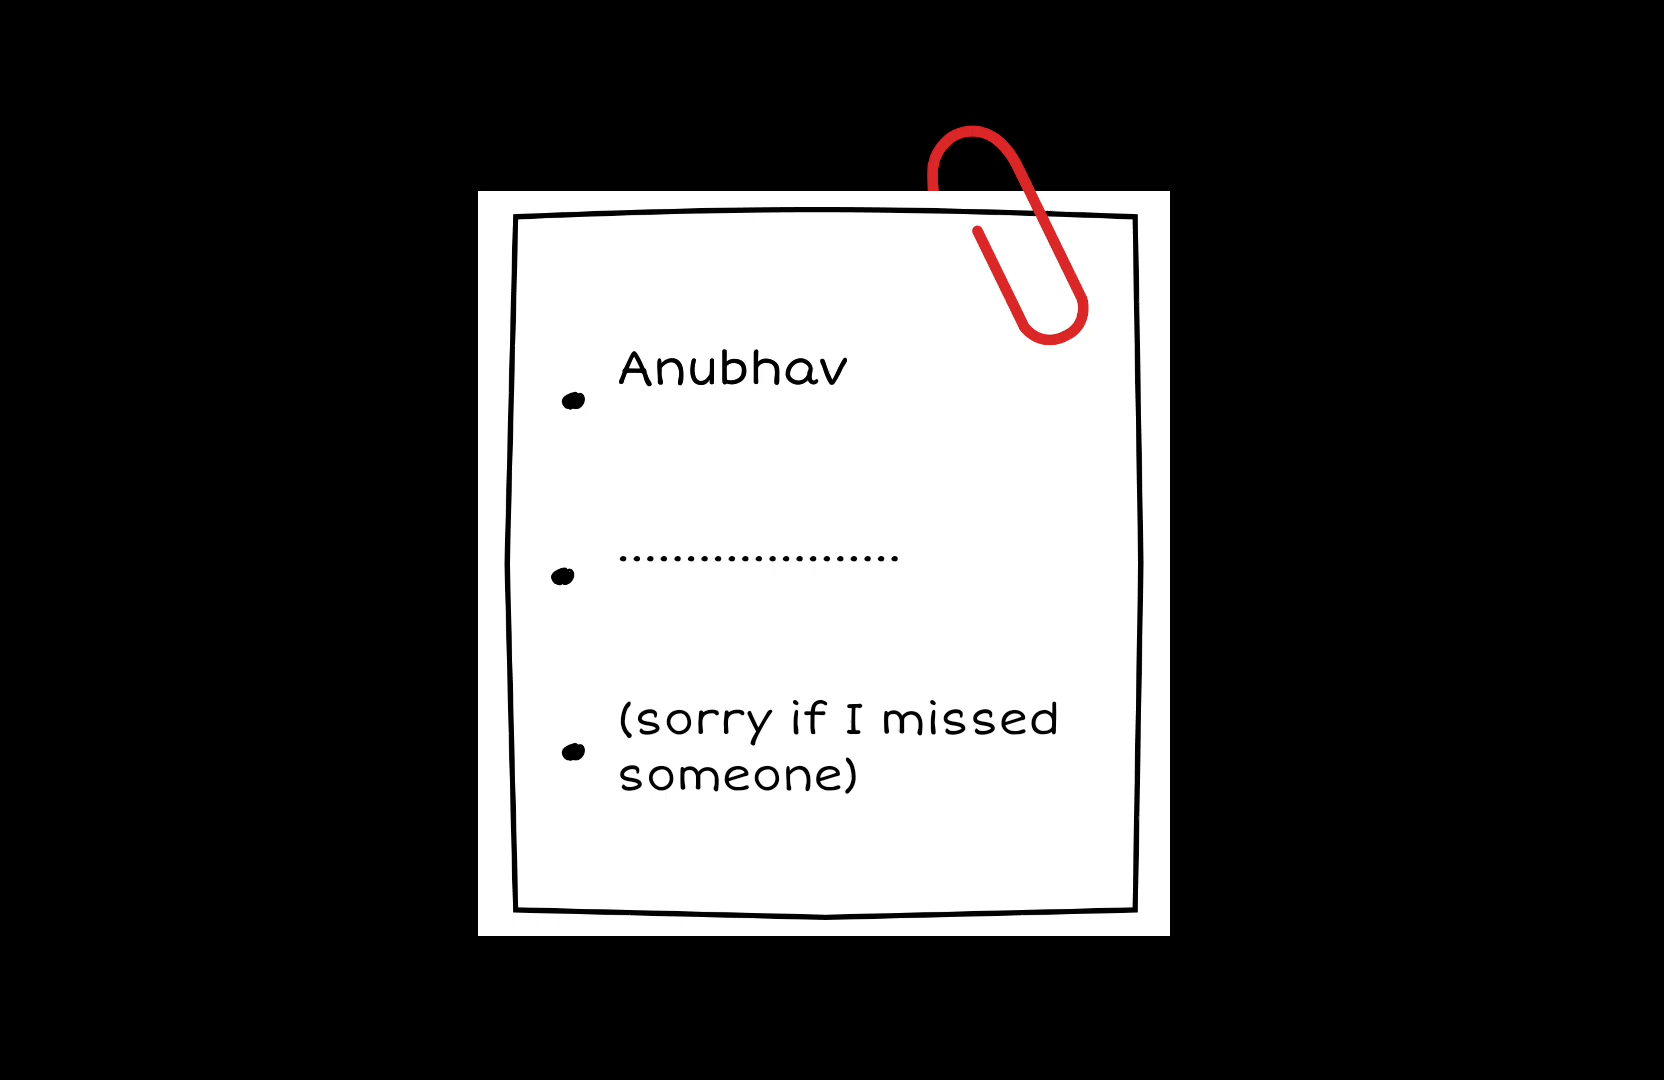 Anubhav
.....................
(sorry if I missed
someone)